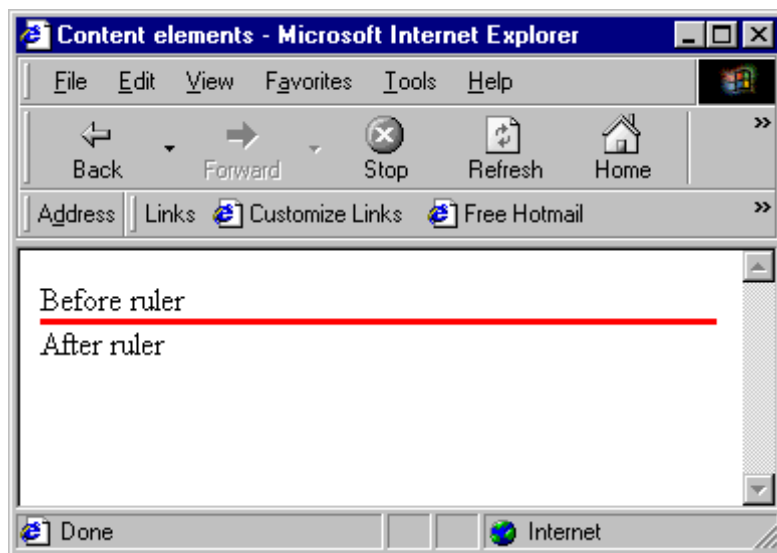 Content elements - Microsoft Internet Explorer
File Edit View Favorites Tools Help
Back Forward Stop Refresh Home »
Address Links Customize Links Free Hotmail »
Before ruler
After ruler
Done Internet